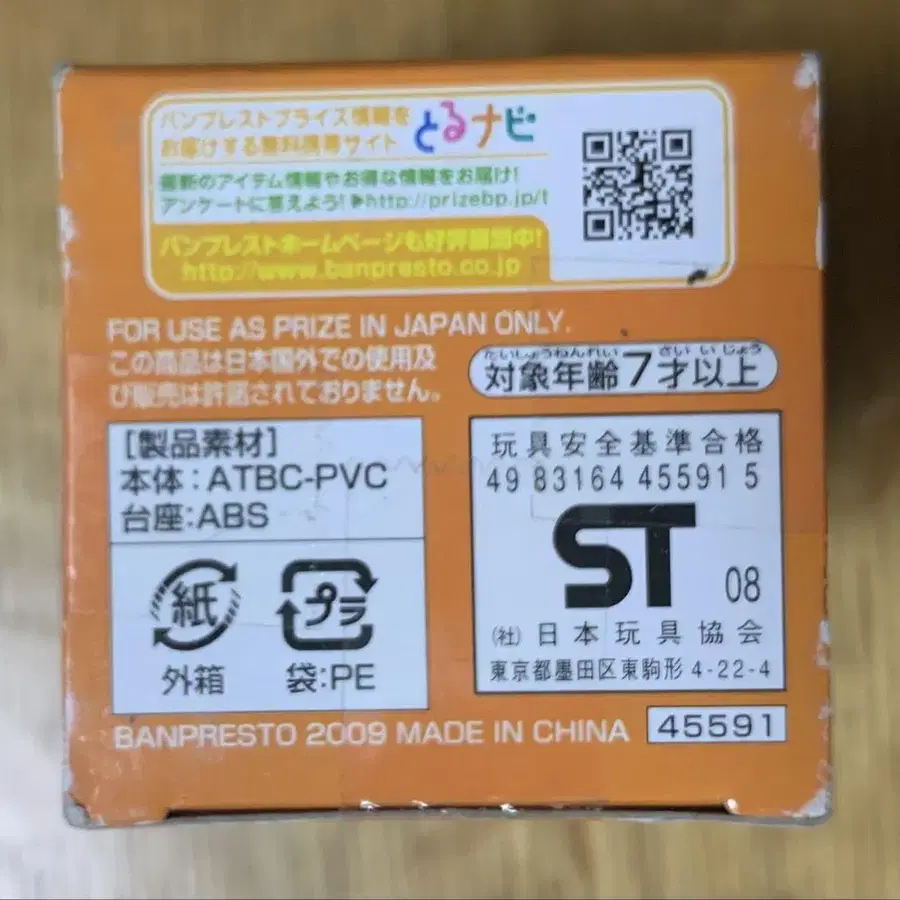 バンプレストプライズ情報を
お届けする無料携帯サイト
とるナビ
最新のアイテム情報やお得な情報をお届け!
アンケートに答えよう!▶http://prizebp.jp/t
バンプレストホームページも好評展開中!
http://www.banpresto.co.jp
FOR USE AS PRIZE IN JAPAN ONLY.
この商品は日本国外での使用及
び販売は許諾されておりません。
たいしょうねんれい さい いじょう
対象年齢7才以上
[製品素材]
本体:ATBC-PVC
台座:ABS
紙
外箱
プラ
袋:PE
玩具安全基準合格
49 83164 45591 5
ST
08
(社)日本玩具協会
東京都墨田区東駒形 4-22-4
BANPRESTO 2009 MADE IN CHINA
45591